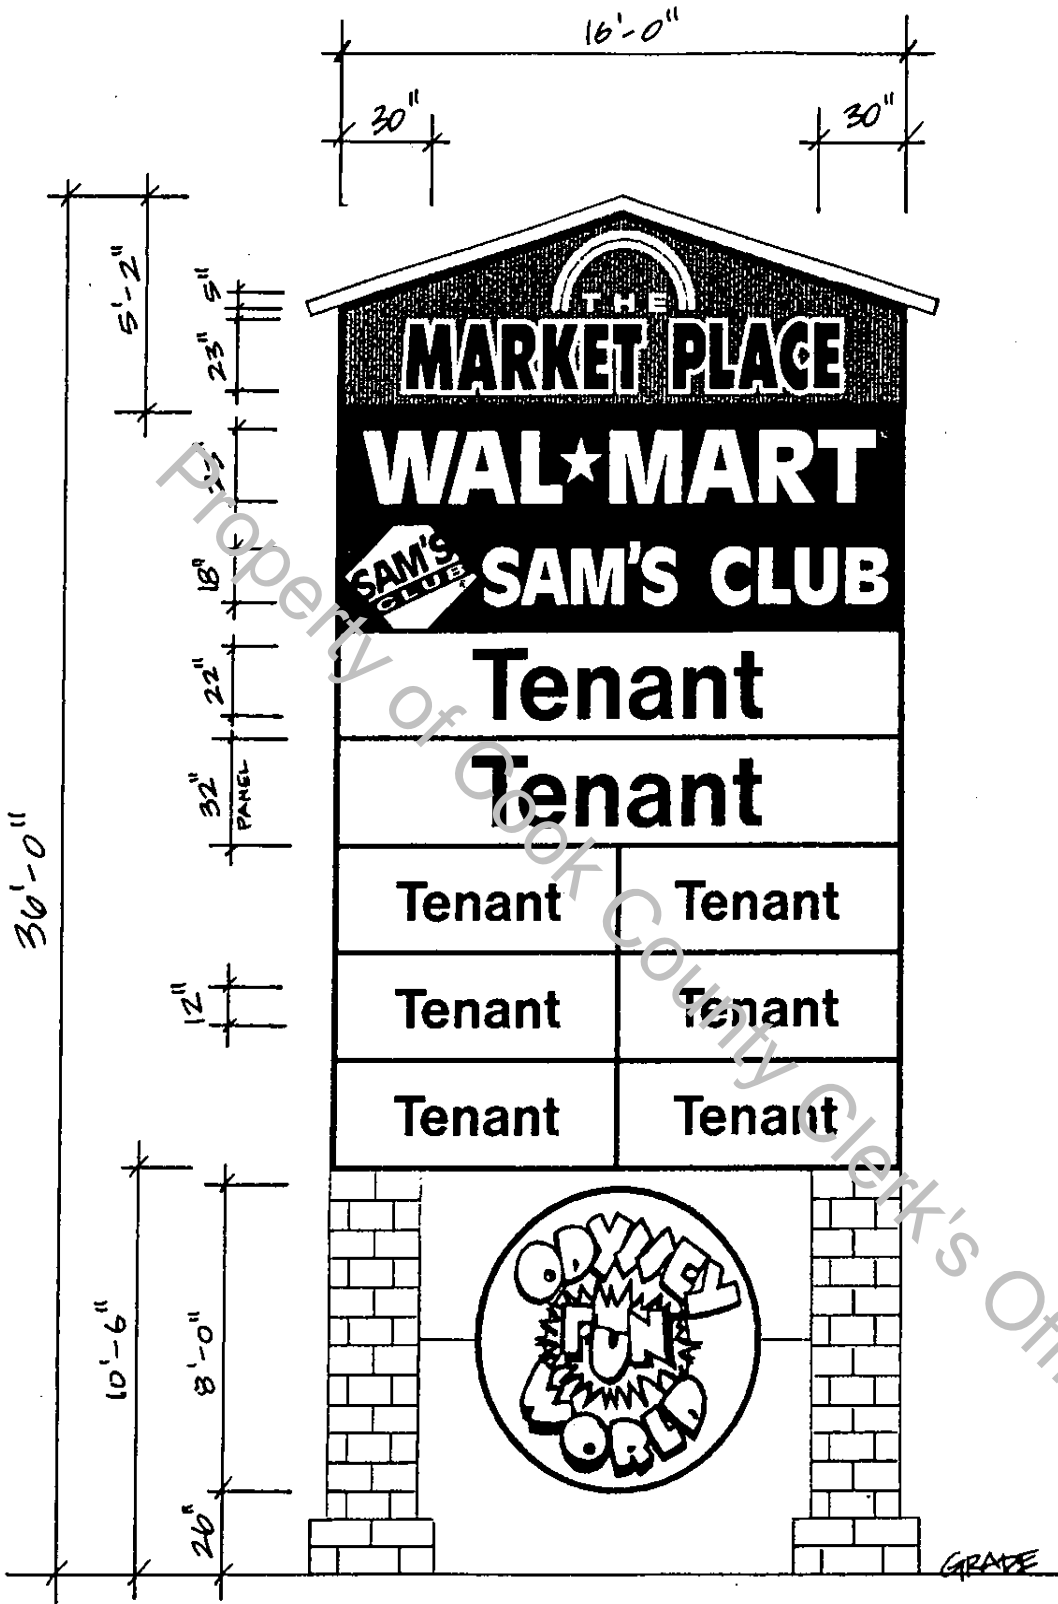 16'-0"
30" 30"
5'-2"
5"
23"
THE
MARKET PLACE
WAL★MART
SAM'S
CLUB
18"
SAM'S CLUB
22"
Tenant
32"
PANEL
Tenant
36'-0"
Tenant Tenant
12"
Tenant Tenant
Tenant Tenant
10'-6"
8'-0"
ODYSSEY
FUN
WORLD
26"
GRADE
Property of Cook County Clerk's